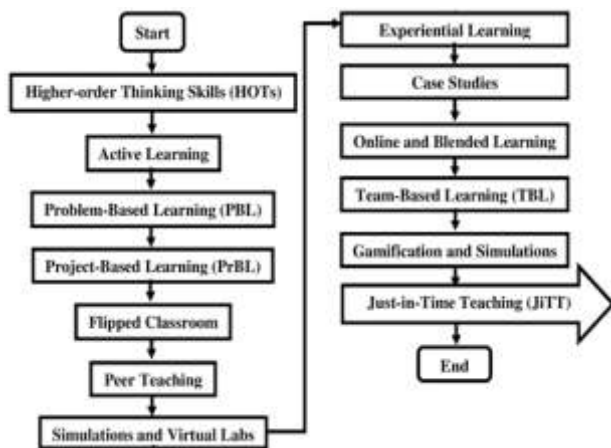 Start
Higher-order Thinking Skills (HOTs)
Active Learning
Problem-Based Learning (PBL)
Project-Based Learning (PrBL)
Flipped Classroom
Peer Teaching
Simulations and Virtual Labs
Experiential Learning
Case Studies
Online and Blended Learning
Team-Based Learning (TBL)
Gamification and Simulations
Just-in-Time Teaching (JiTT)
End